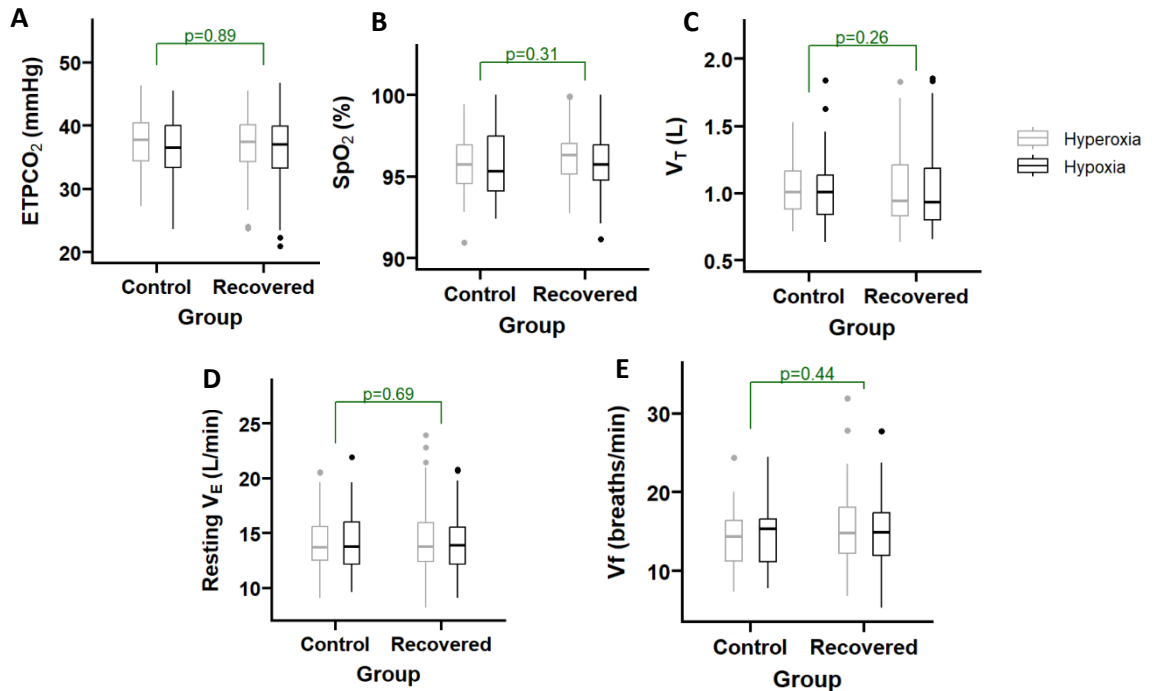 A
p=0.89
ETPCO2 (mmHg)
50
40
30
20
Control Recovered
Group
B
p=0.31
SpO2 (%)
100
95
90
Control Recovered
Group
C
p=0.26
VT (L)
2.0
1.5
1.0
0.5
Control Recovered
Group
Hyperoxia
Hypoxia
D
p=0.69
Resting VE (L/min)
25
20
15
10
Control Recovered
Group
E
p=0.44
Vf (breaths/min)
30
20
10
Control Recovered
Group